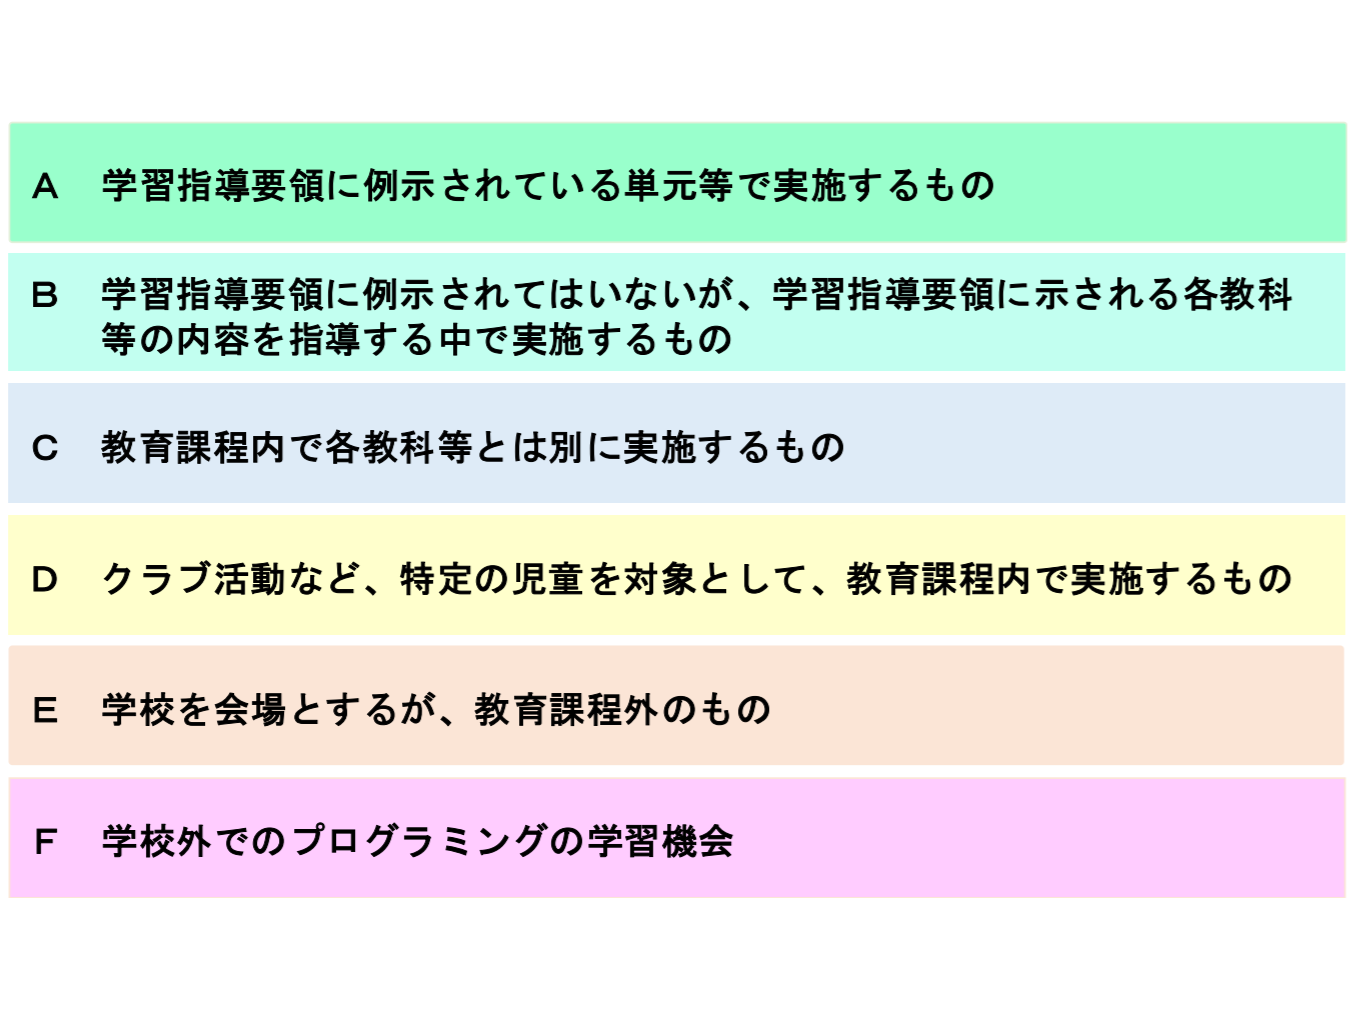 A 学習指導要領に例示されている単元等で実施するもの
B 学習指導要領に例示されてはいないが、学習指導要領に示される各教科
等の内容を指導する中で実施するもの
C 教育課程内で各教科等とは別に実施するもの
D クラブ活動など、特定の児童を対象として、教育課程内で実施するもの
E 学校を会場とするが、教育課程外のもの
F 学校外でのプログラミングの学習機会